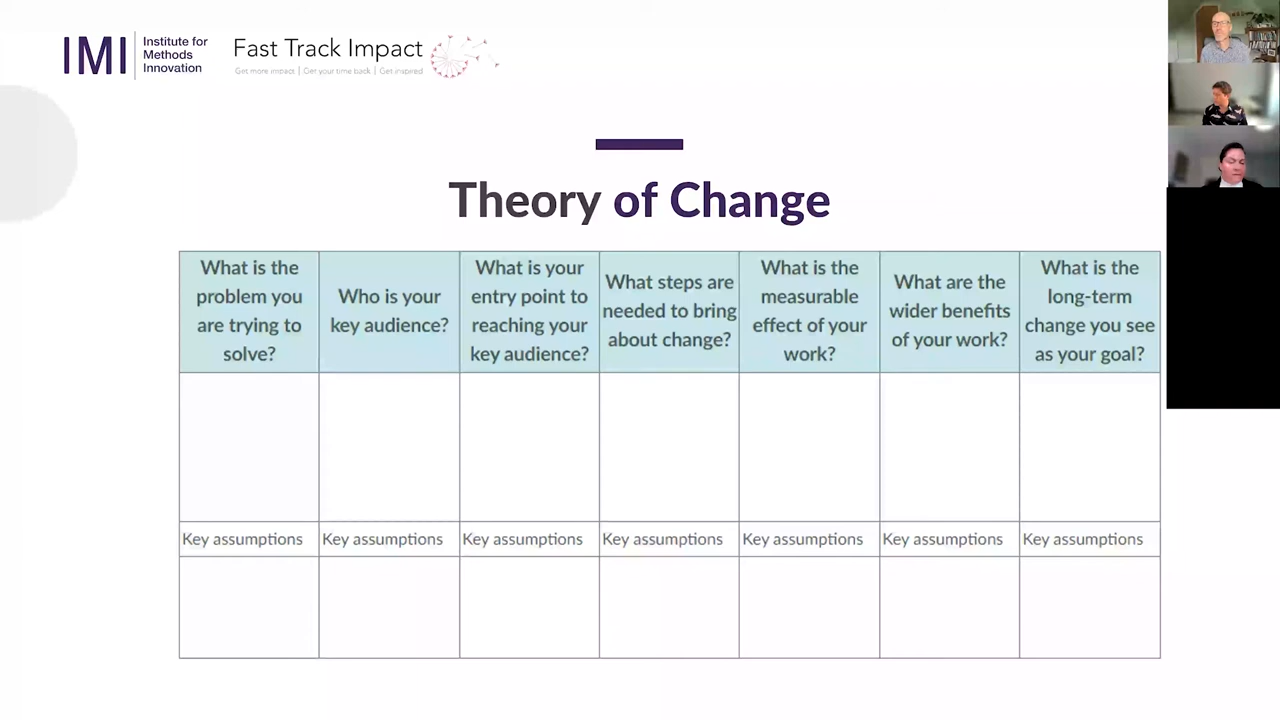 IMI
Institute for
Methods
Innovation
Fast Track Impact
Get more impact | Get your time back | Get inspired
Theory of Change
What is the
problem you
are trying to
solve?
Who is your
key audience?
What is your
entry point to
reaching your
key audience?
What steps are
needed to bring
about change?
What is the
measurable
effect of your
work?
What are the
wider benefits
of your work?
What is the
long-term
change you see
as your goal?
Key assumptions
Key assumptions
Key assumptions
Key assumptions
Key assumptions
Key assumptions
Key assumptions